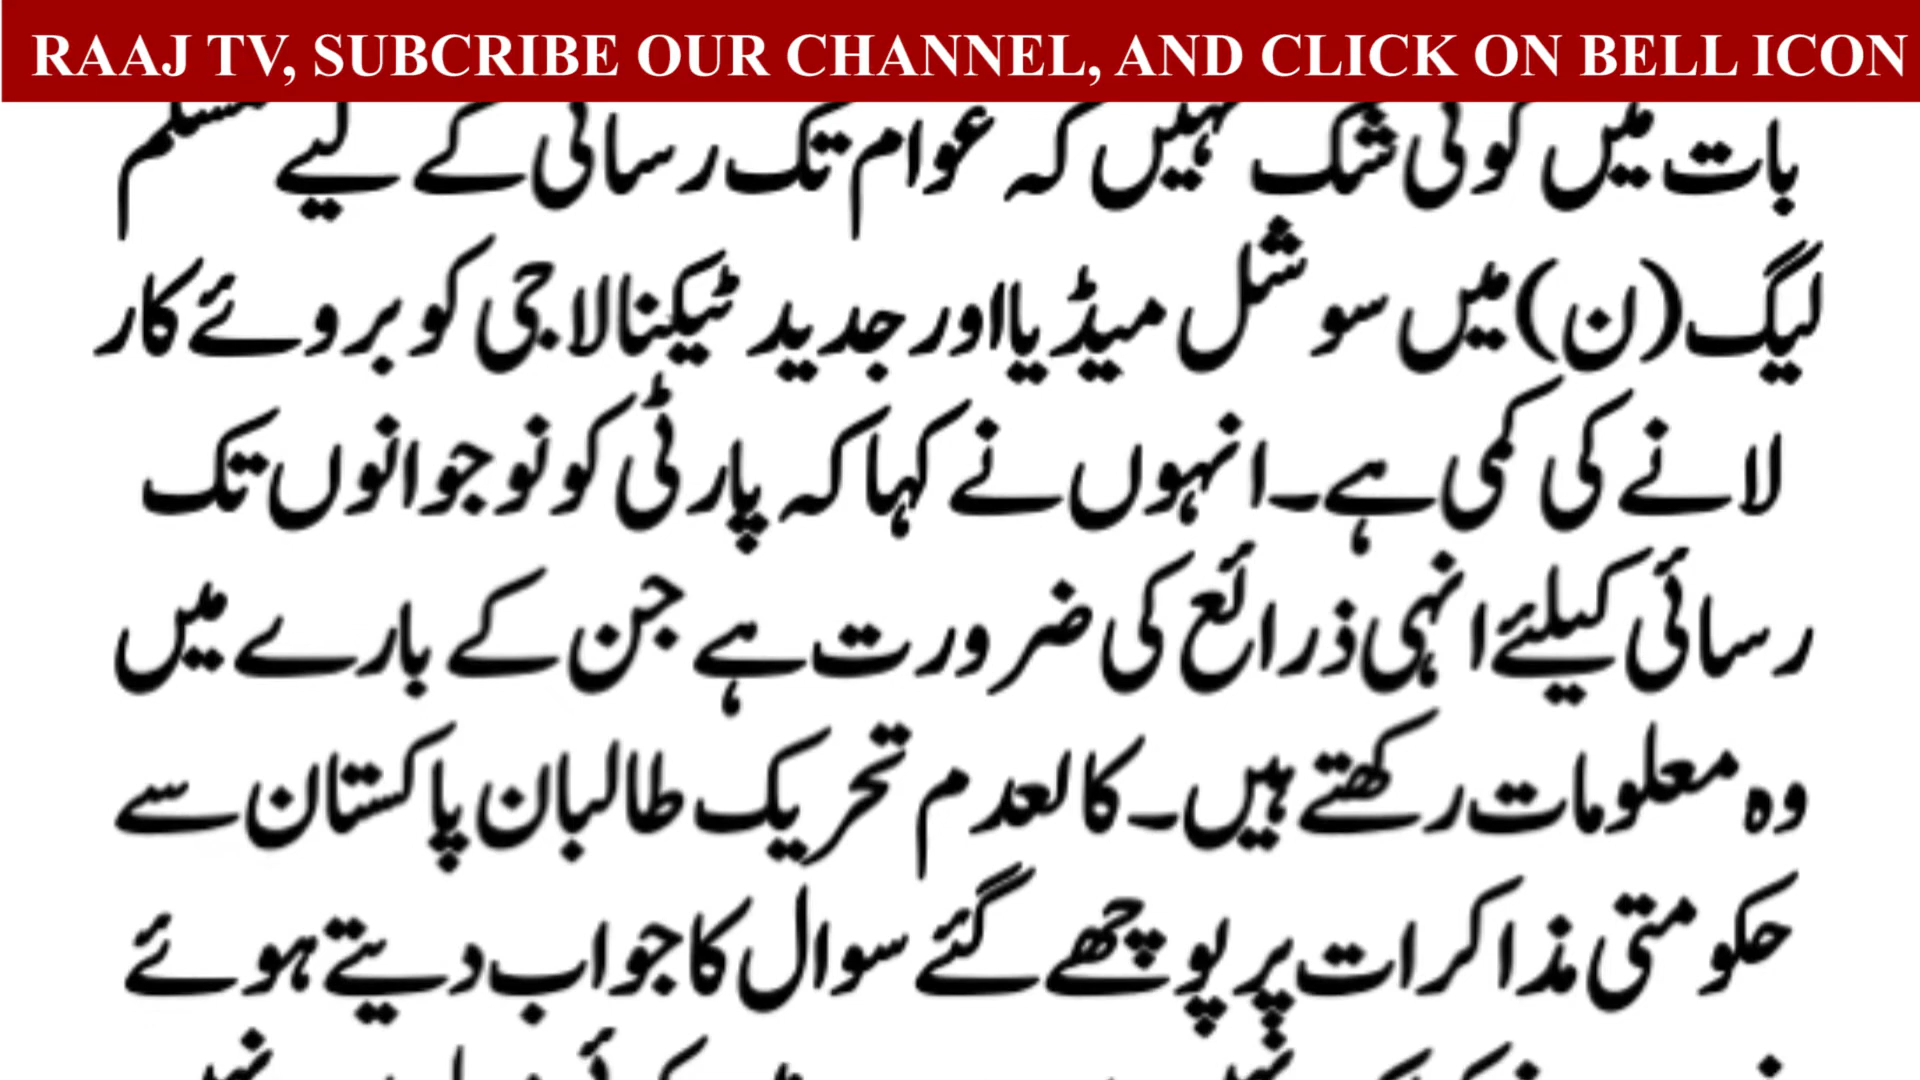 RAAJ TV, SUBCRIBE OUR CHANNEL, AND CLICK ON BELL ICON
بات میں کوئی شک نہیں کہ عوام تک رسائی کے لیے مسلم
لیگ (ن) میں سوشل میڈیا اور جدید ٹیکنالاجی کو بروئے کار
لانے کی کمی ہے۔ انہوں نے کہا کہ پارٹی کو نوجوانوں تک
رسائی کیلئے انہی ذرائع کی ضرورت ہے جن کے بارے میں
وہ معلومات رکھتے ہیں۔ کالعدم تحریک طالبان پاکستان سے
حکومتی مذاکرات پر پوچھے گئے سوال کا جواب دیتے ہوئے